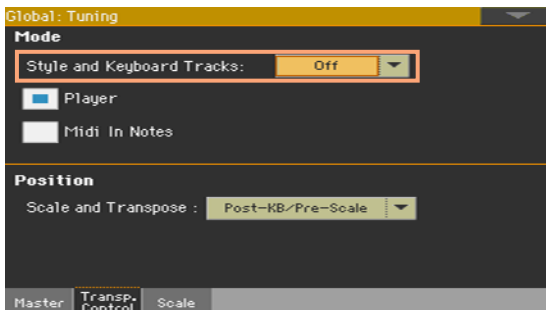 Global: Tuning
Mode
Style and Keyboard Tracks: Off
Player
Midi In Notes
Position
Scale and Transpose : Post-KB/Pre-Scale
Master Transp. Control Scale